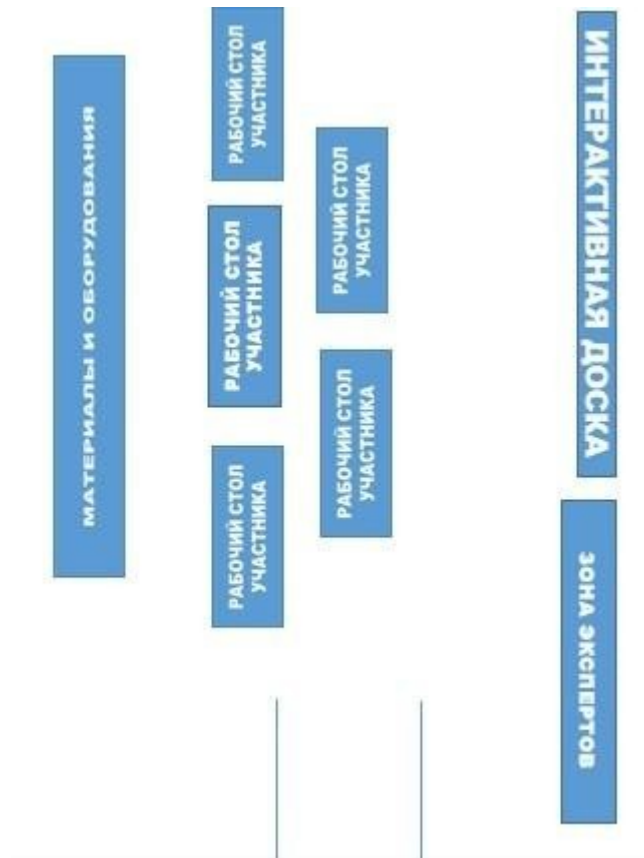 МАТЕРИАЛЫ И ОБОРУДОВАНИЯ
РАБОЧИЙ СТОЛ
УЧАСТНИКА
РАБОЧИЙ СТОЛ
УЧАСТНИКА
РАБОЧИЙ СТОЛ
УЧАСТНИКА
РАБОЧИЙ СТОЛ
УЧАСТНИКА
РАБОЧИЙ СТОЛ
УЧАСТНИКА
ИНТЕРАКТИВНАЯ ДОСКА
ЗОНА ЭКСПЕРТОВ